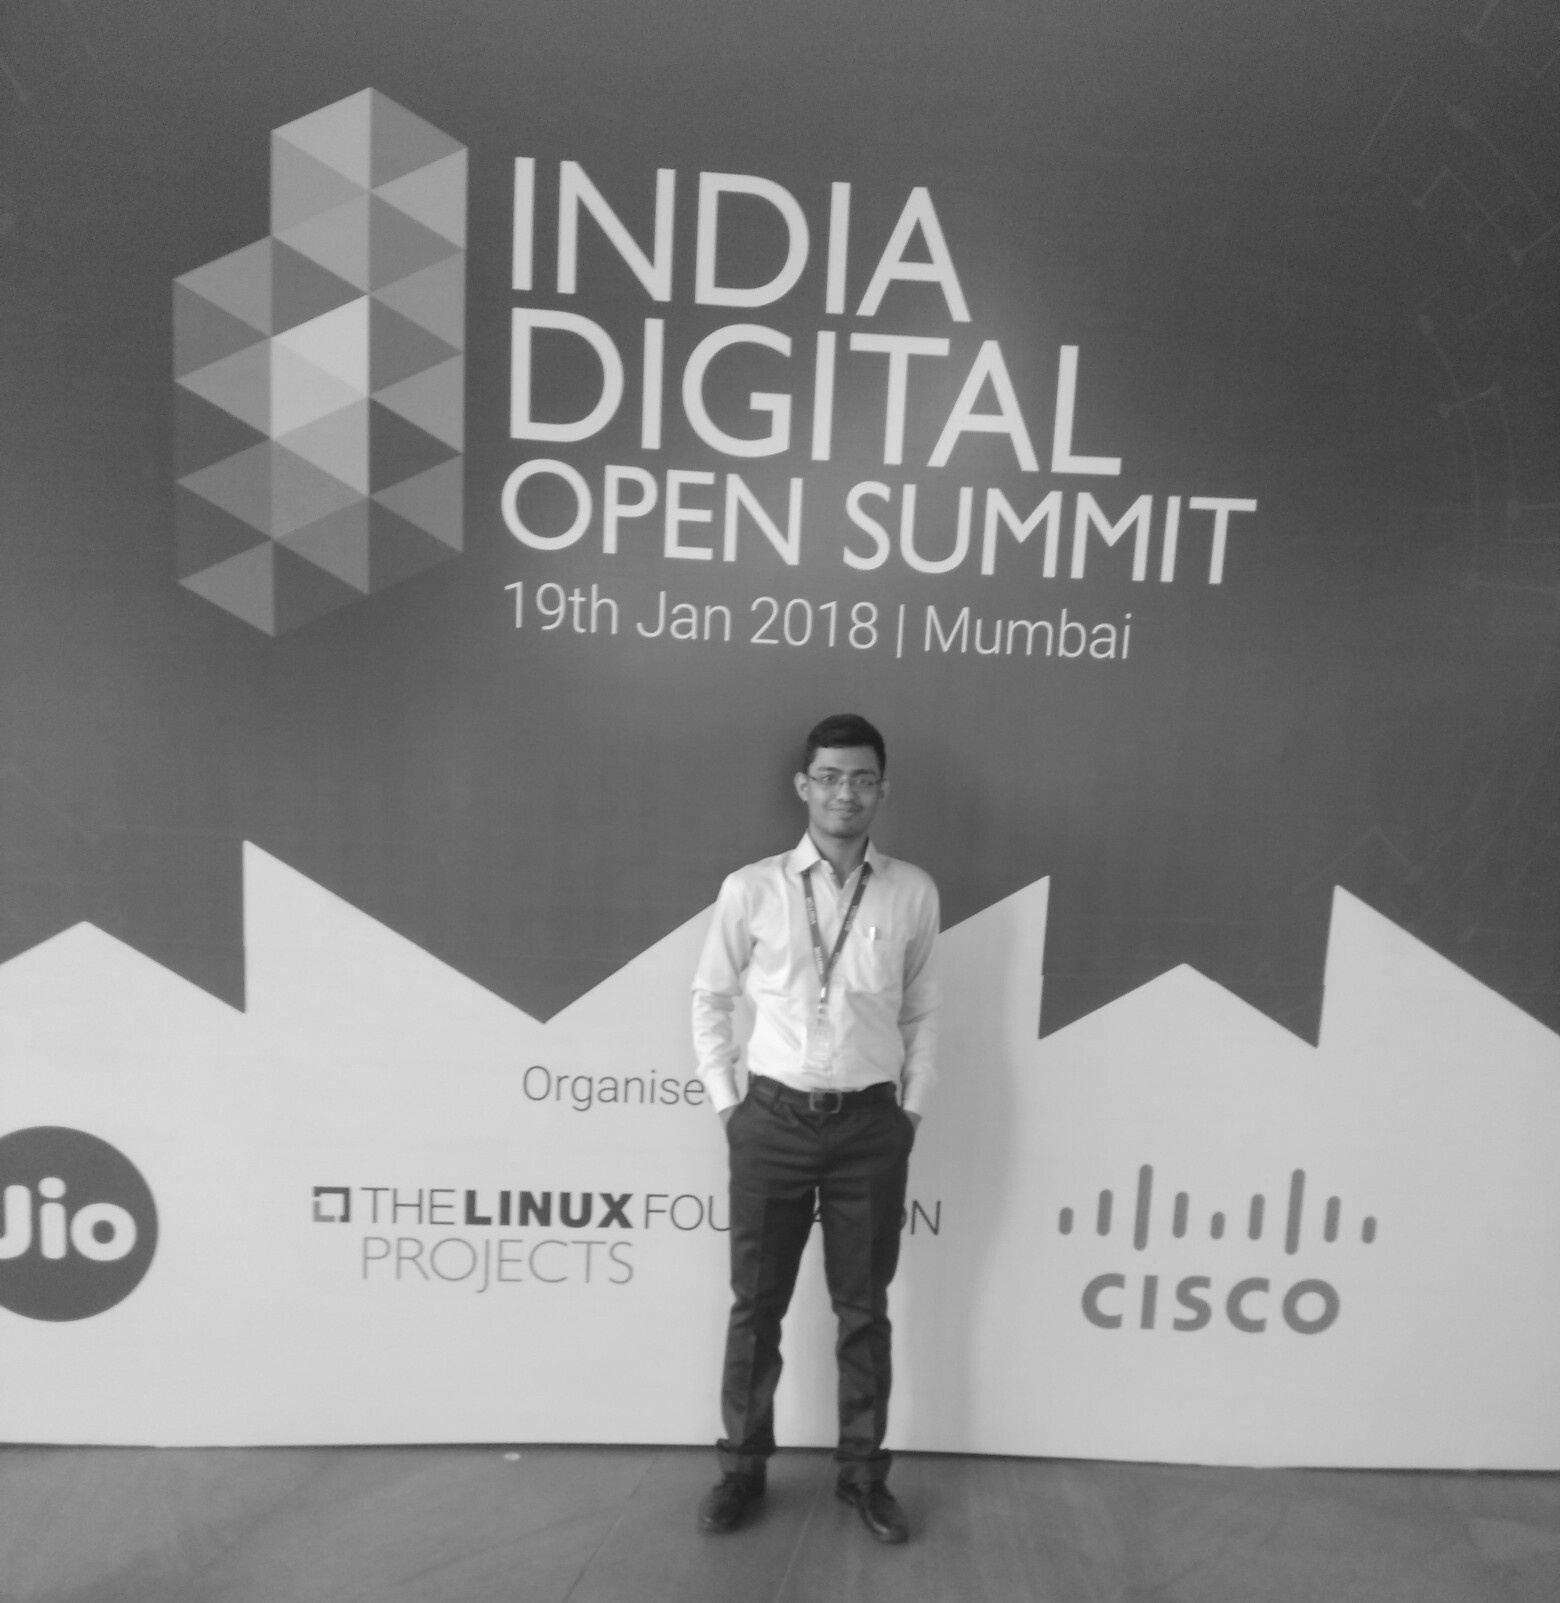 INDIA
DIGITAL
OPEN SUMMIT
19th Jan 2018 | Mumbai
Jio
THE LINUX
PROJECTS
CISCO